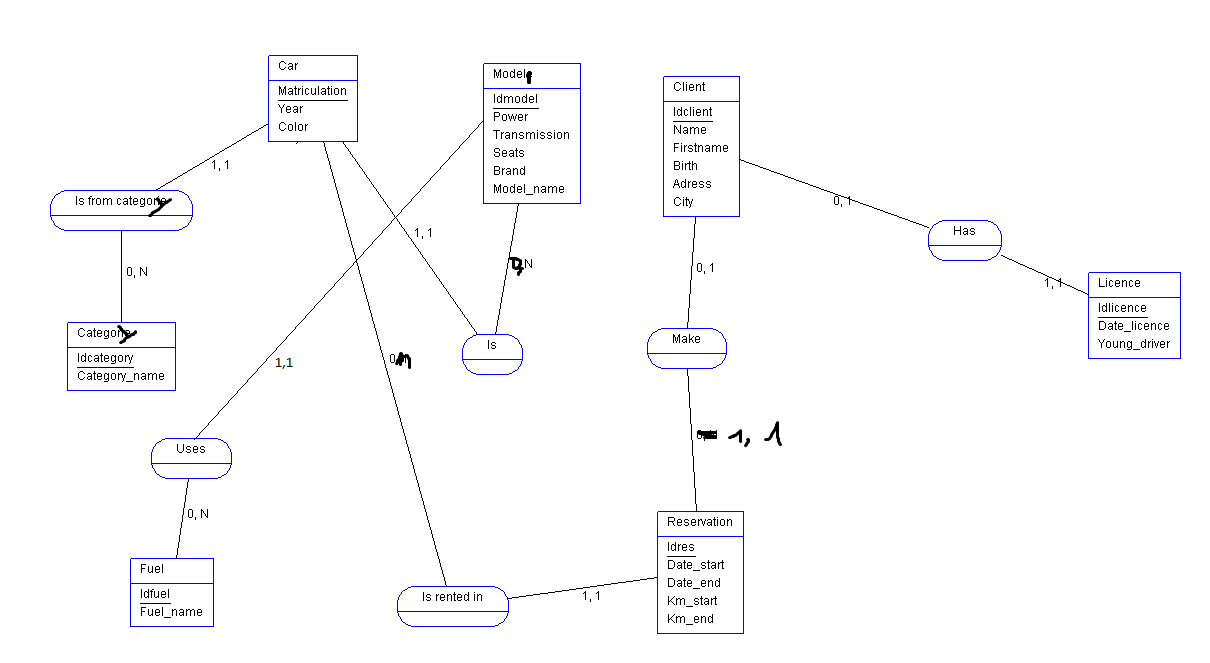 Car
Matriculation
Year
Color
Model
Idmodel
Power
Transmission
Seats
Brand
Model_name
Client
Idclient
Name
Firstname
Birth
Adress
City
1, 1
0, 1
Is from category
Has
1, 1
0, N
0, 1
0, N
1, 1
Licence
Idlicence
Date_licence
Young_driver
Category
Idcategory
Category_name
Is
Make
1,1
0, n
1, 1
Uses
0, N
Reservation
Idres
Date_start
Date_end
Km_start
Km_end
Fuel
Idfuel
Fuel_name
Is rented in
1, 1